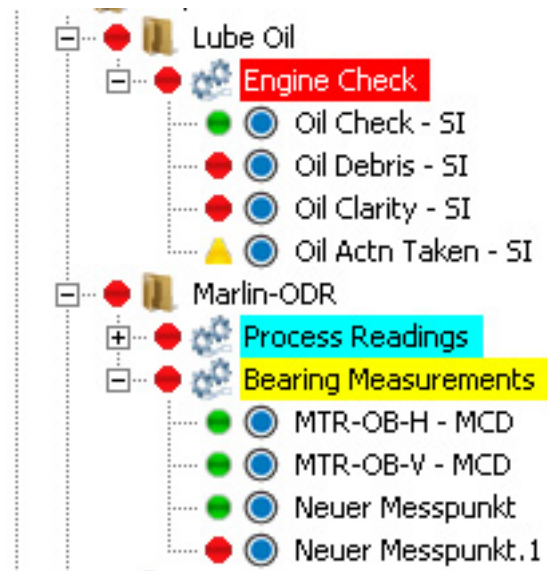 Lube Oil
Engine Check
Oil Check - SI
Oil Debris - SI
Oil Clarity - SI
Oil Actn Taken - SI
Marlin-ODR
Process Readings
Bearing Measurements
MTR-OB-H - MCD
MTR-OB-V - MCD
Neuer Messpunkt
Neuer Messpunkt.1